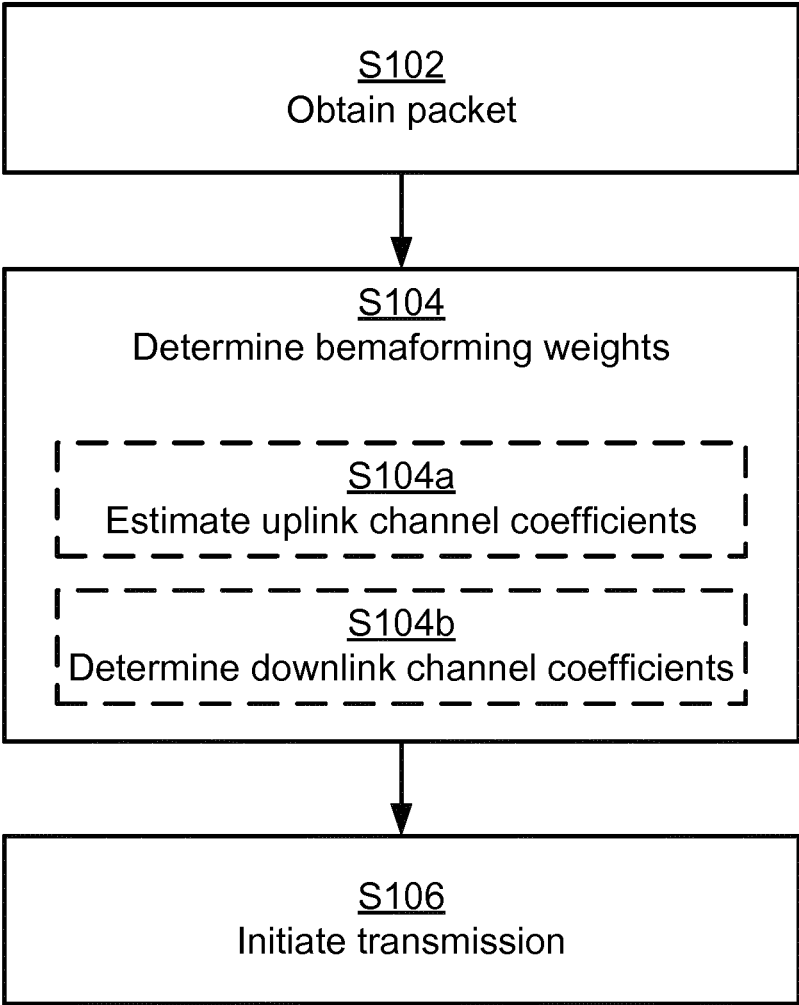 S102
Obtain packet
S104
Determine bemaforming weights
S104a
Estimate uplink channel coefficients
S104b
Determine downlink channel coefficients
S106
Initiate transmission